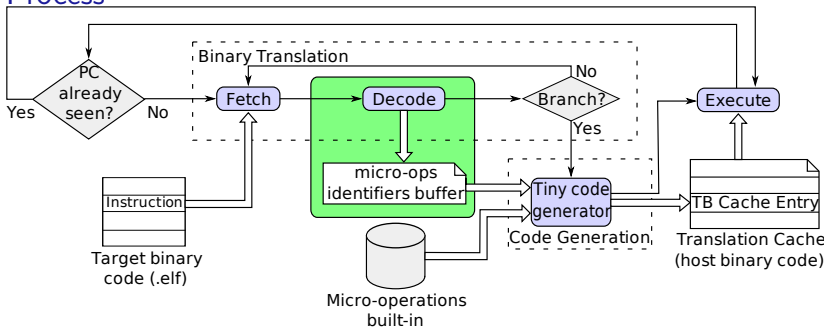 Process
Binary Translation
PC
already
seen?
Yes
No
Fetch
Decode
No
Branch?
Yes
Execute
micro-ops
identifiers buffer
Instruction
Target binary
code (.elf)
Tiny code
generator
Code Generation
TB Cache Entry
Translation Cache
(host binary code)
Micro-operations
built-in